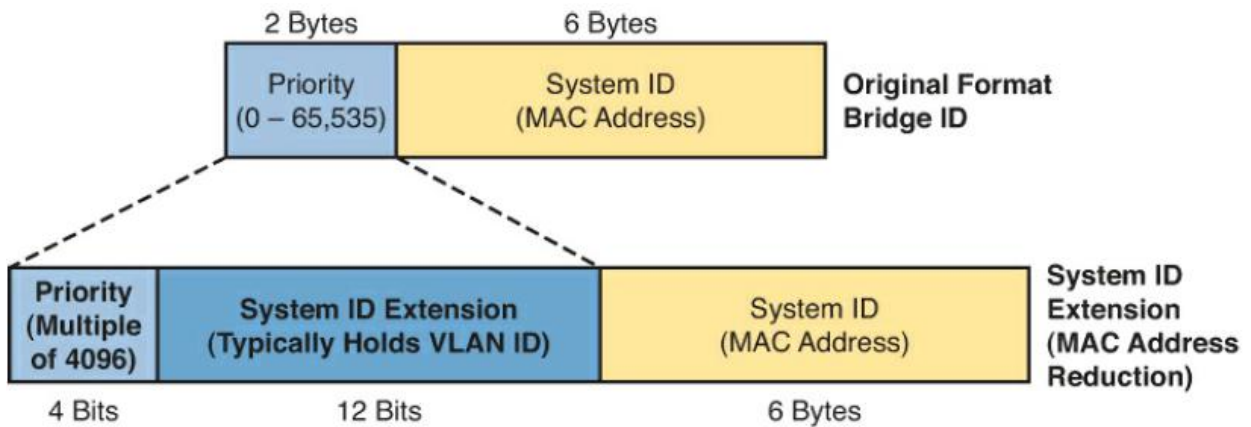 2 Bytes
6 Bytes
Priority
(0 – 65,535)
System ID
(MAC Address)
Original Format
Bridge ID
Priority
(Multiple
of 4096)
System ID Extension
(Typically Holds VLAN ID)
System ID
(MAC Address)
System ID
Extension
(MAC Address
Reduction)
4 Bits
12 Bits
6 Bytes